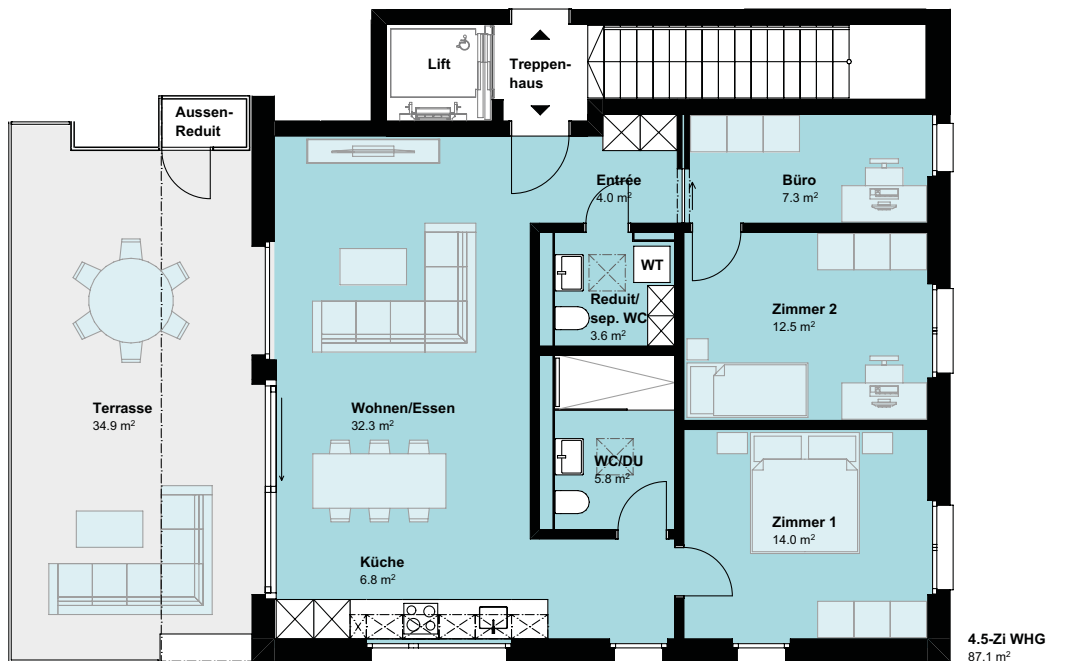 Lift
Treppen-
haus
Aussen-
Reduit
Entrée
4.0 m²
Büro
7.3 m²
WT
Reduit/
sep. WC
3.6 m²
Zimmer 2
12.5 m²
Terrasse
34.9 m²
Wohnen/Essen
32.3 m²
WC/DU
5.8 m²
Zimmer 1
14.0 m²
Küche
6.8 m²
4.5-Zi WHG
87.1 m²